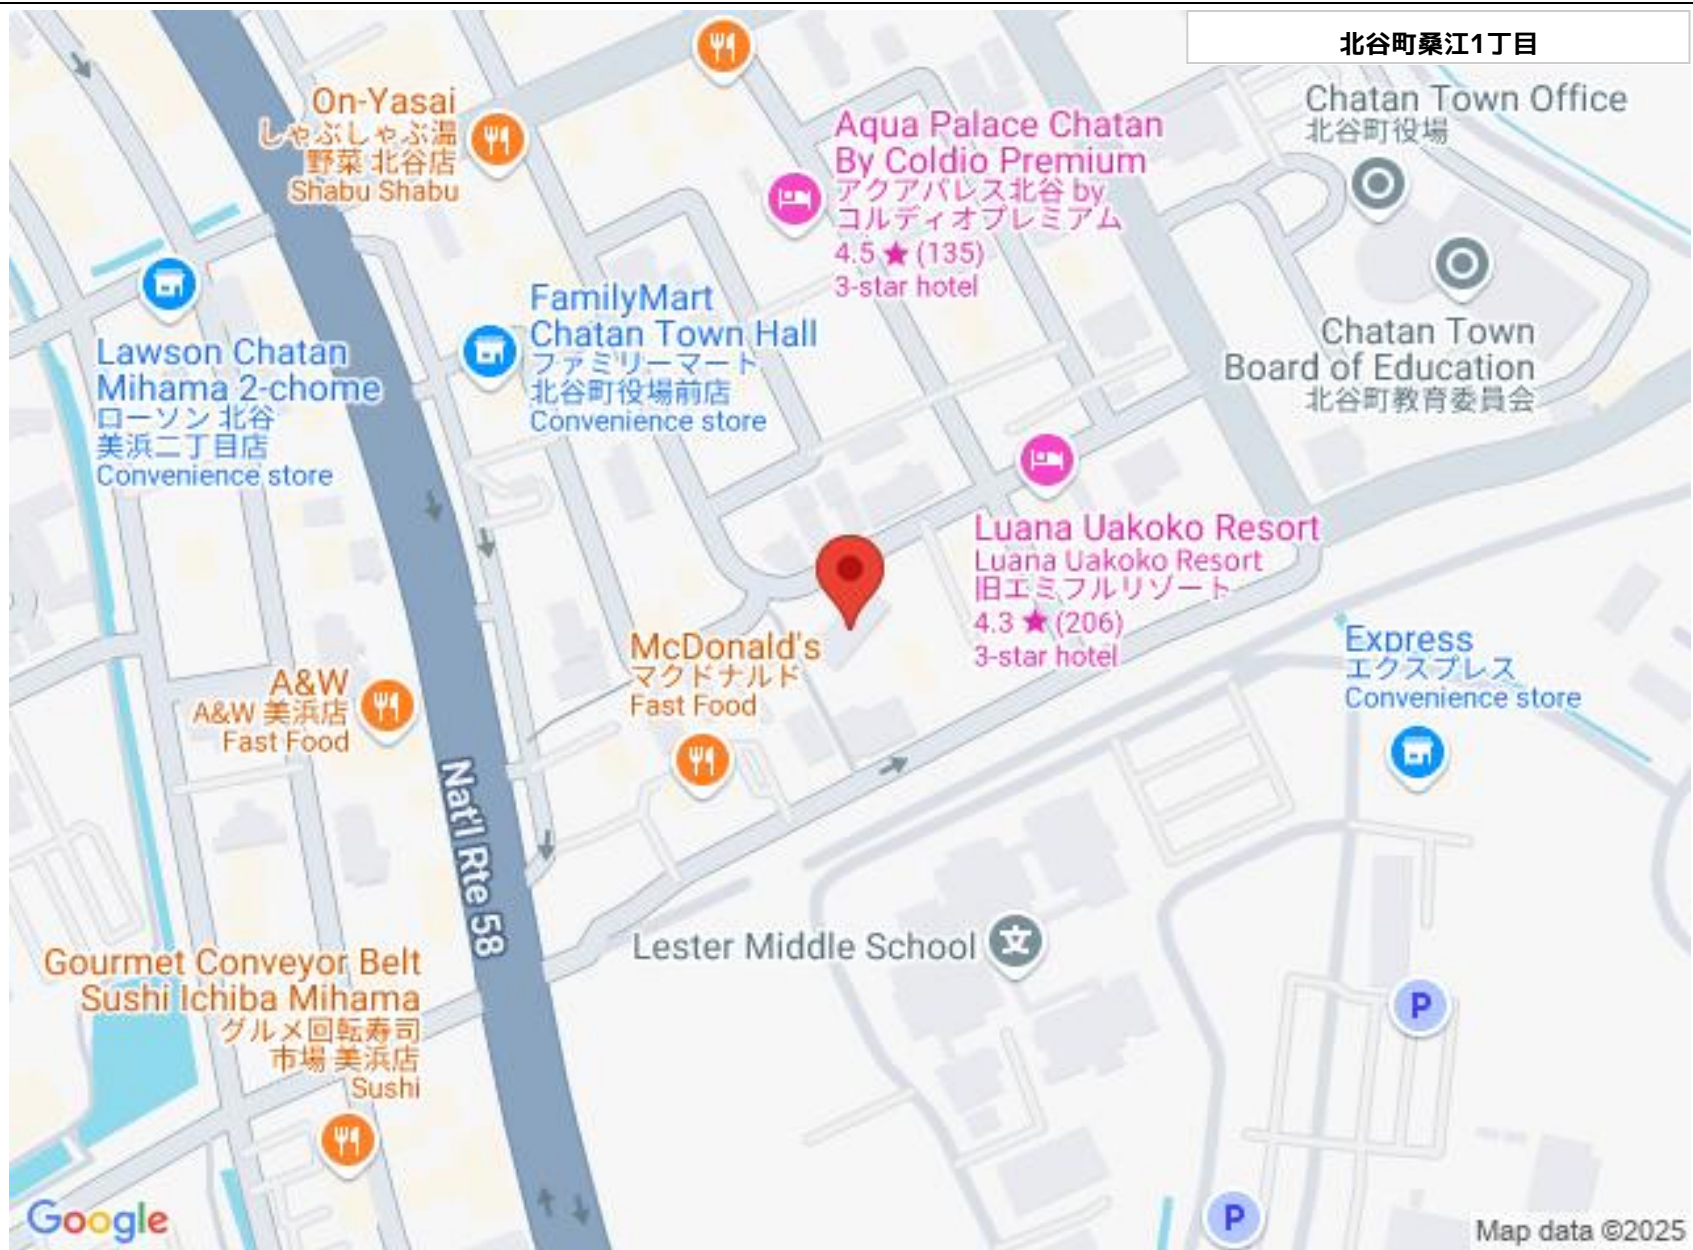 北谷町桑江1丁目
On-Yasai
しゃぶしゃぶ温
野菜 北谷店
Shabu Shabu
Aqua Palace Chatan
By Coldio Premium
アクアパレス北谷 by
コルディオプレミアム
4.5 ★ (135)
3-star hotel
Chatan Town Office
北谷町役場
FamilyMart
Chatan Town Hall
ファミリーマート
北谷町役場前店
Convenience store
Lawson Chatan
Mihama 2-chome
ローソン 北谷
美浜二丁目店
Convenience store
Chatan Town
Board of Education
北谷町教育委員会
Luana Uakoko Resort
Luana Uakoko Resort
旧エミフルリゾート
4.3 ★ (206)
3-star hotel
McDonald's
マクドナルド
Fast Food
Express
エクスプレス
Convenience store
A&W
A&W 美浜店
Fast Food
Nat'l Rte 58
Lester Middle School
文
Gourmet Conveyor Belt
Sushi Ichiba Mihama
グルメ回転寿司
市場 美浜店
Sushi
P
P
Google
Map data ©2025